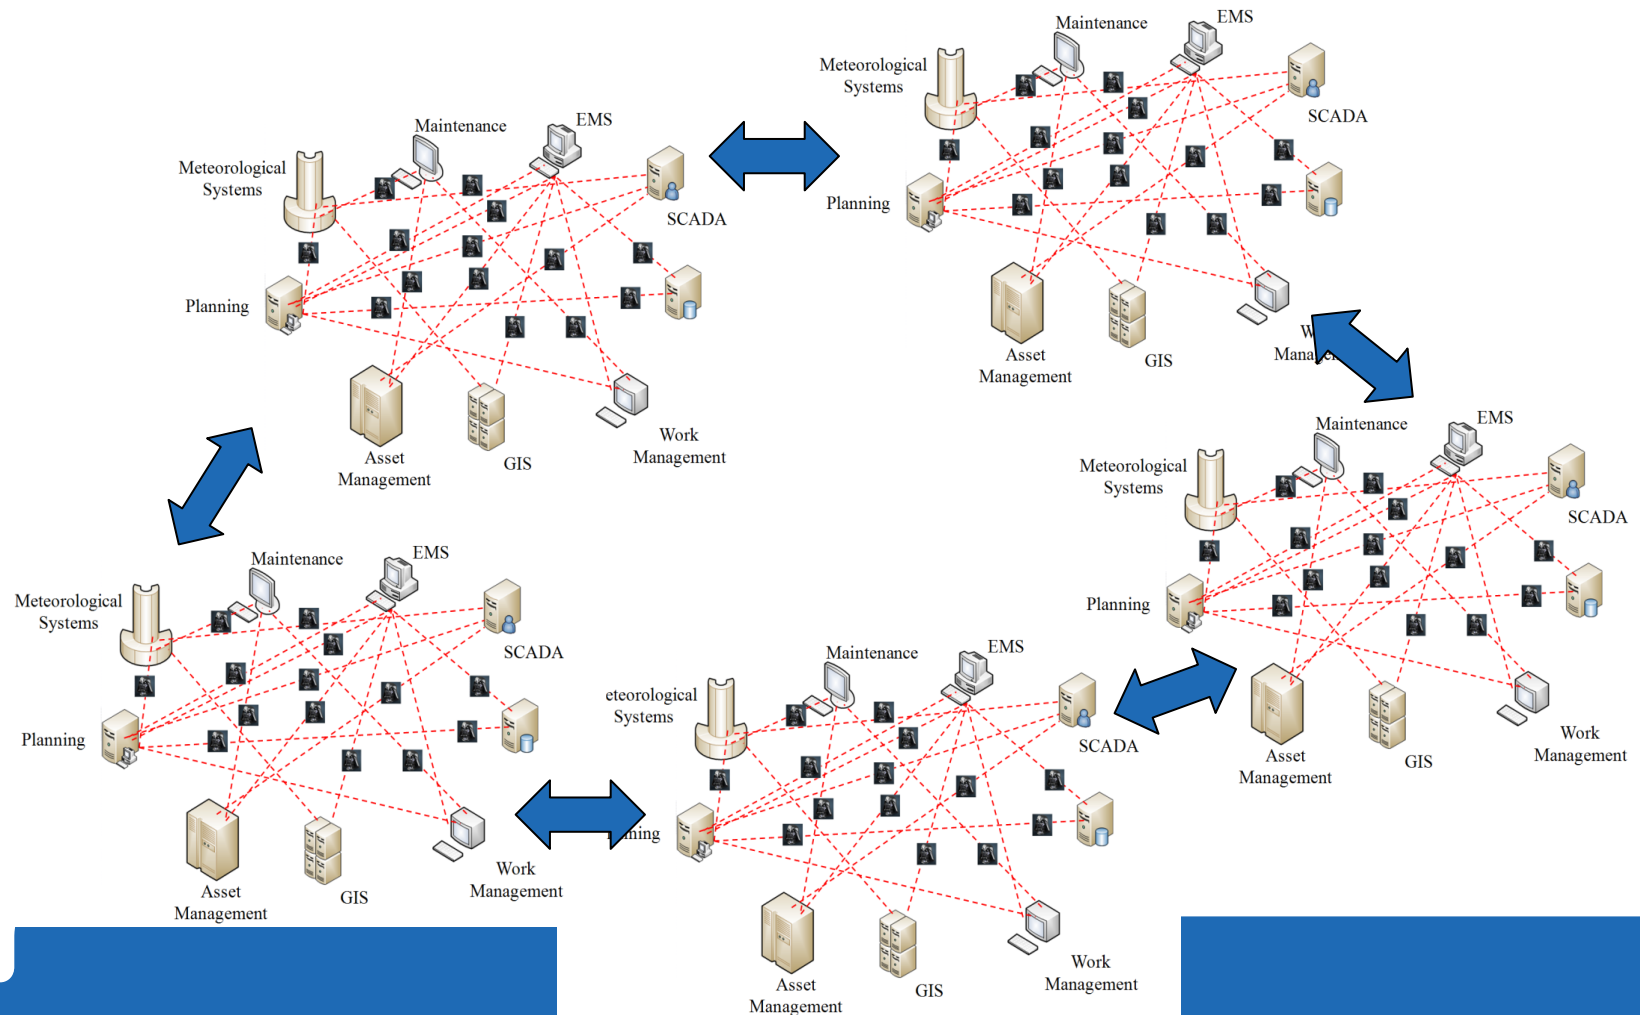 Maintenance
EMS
Meteorological
Systems
SCADA
Planning
Asset
Management
GIS
Work
Management
Maintenance
EMS
Meteorological
Systems
SCADA
Planning
Asset
Management
GIS
W
Mana
Maintenance
EMS
Meteorological
Systems
SCADA
Planning
Asset
Management
GIS
Work
Management
Maintenance
EMS
Meteorological
Systems
SCADA
Planning
Asset
Management
GIS
Work
Management
Maintenance
EMS
eteorological
Systems
SCADA
ning
Asset
Management
GIS
Work
Management